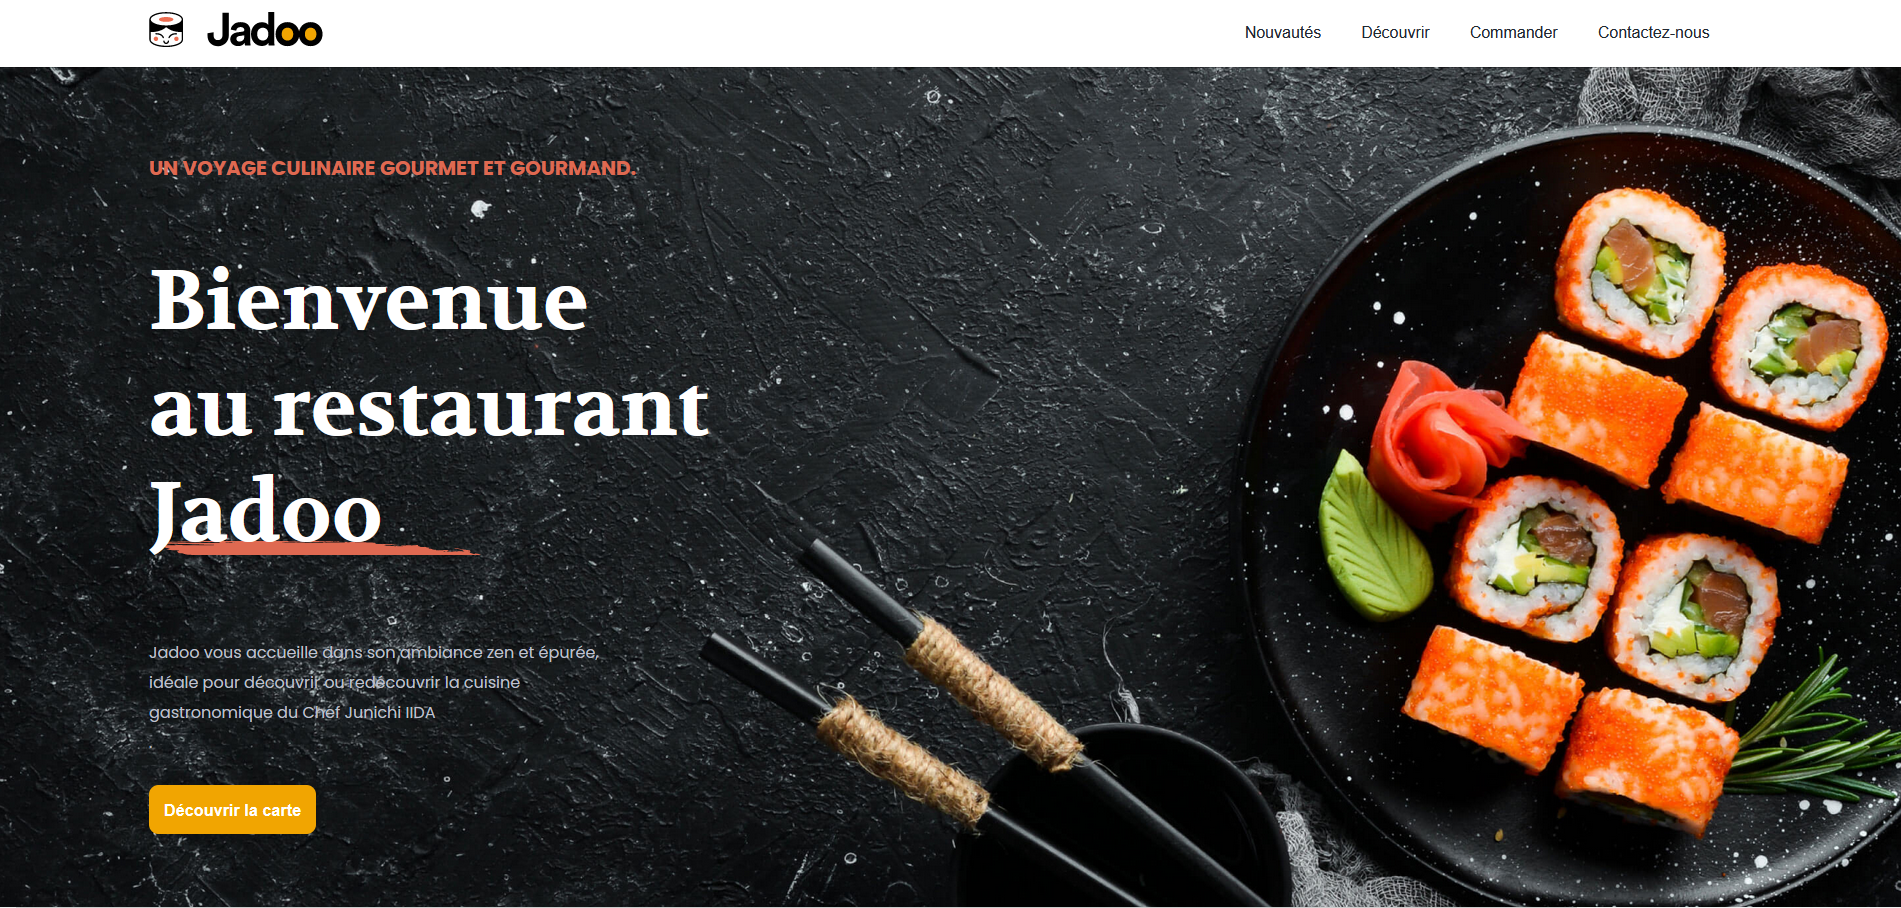 Jadoo
Nouvautés
Découvrir
Commander
Contactez-nous
UN VOYAGE CULINAIRE GOURMET ET GOURMAND.
Bienvenue
au restaurant
Jadoo
Jadoo vous accueille dans son ambiance zen et épurée,
idéale pour découvrir ou redécouvrir la cuisine
gastronomique du Chef Junichi IIDA
Découvrir la carte